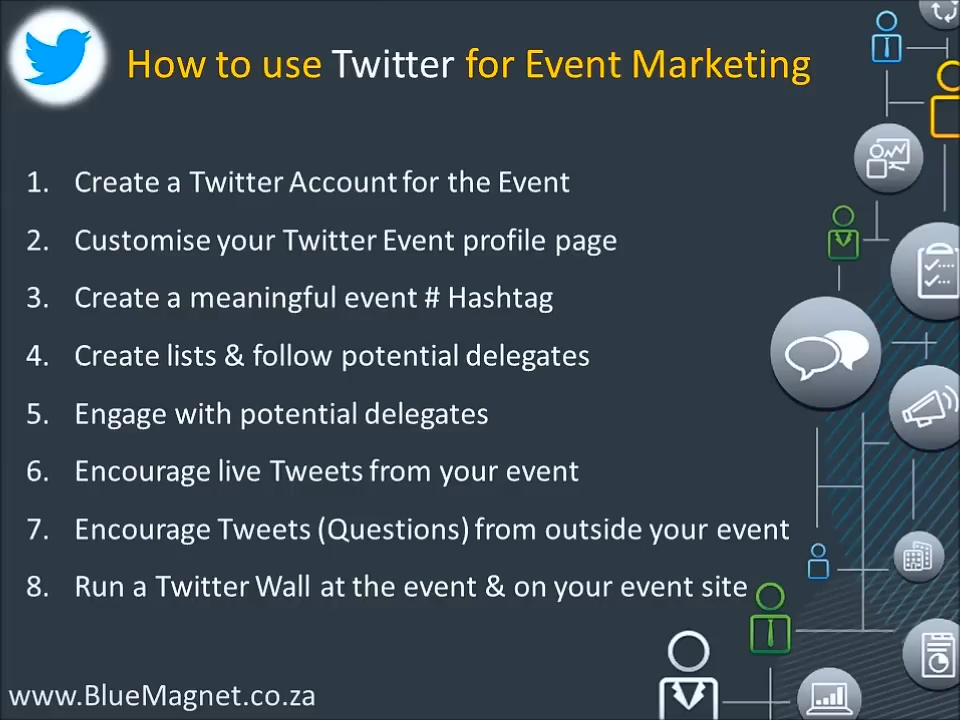 How to use Twitter for Event Marketing
1. Create a Twitter Account for the Event
2. Customise your Twitter Event profile page
3. Create a meaningful event # Hashtag
4. Create lists & follow potential delegates
5. Engage with potential delegates
6. Encourage live Tweets from your event
7. Encourage Tweets (Questions) from outside your event
8. Run a Twitter Wall at the event & on your event site
www.BlueMagnet.co.za